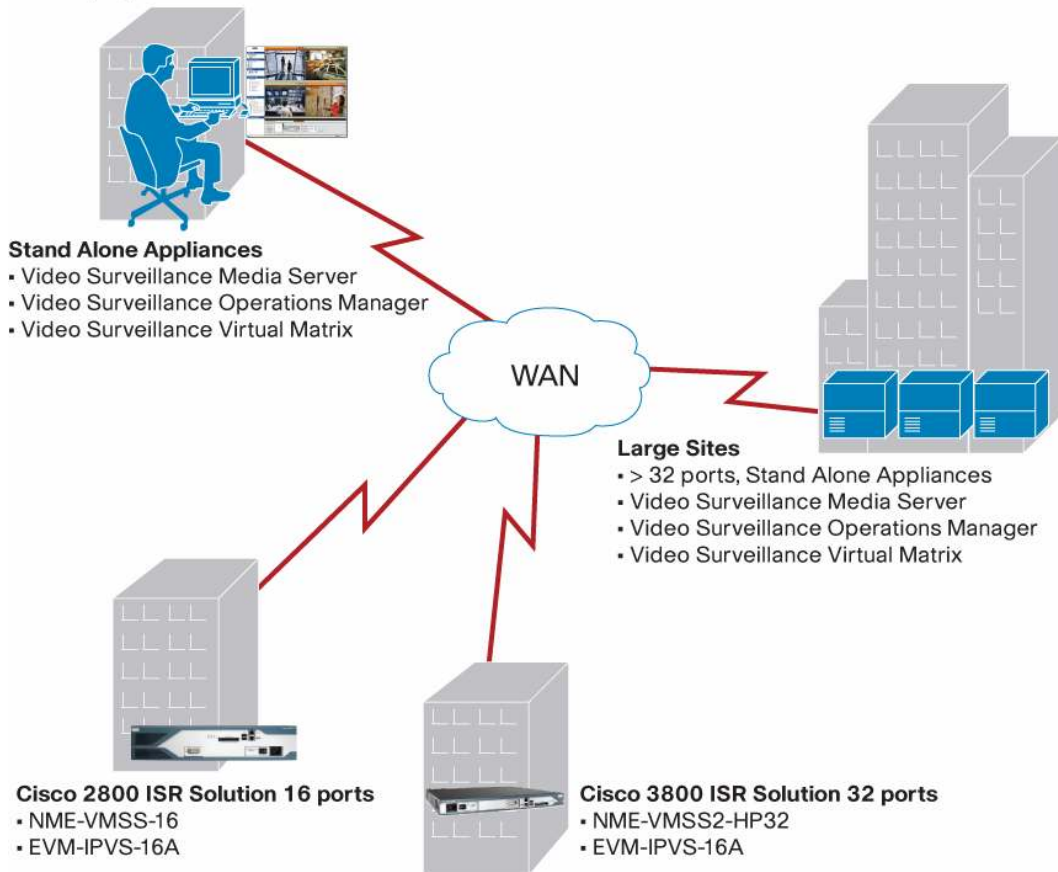 Stand Alone Appliances
▪ Video Surveillance Media Server
▪ Video Surveillance Operations Manager
▪ Video Surveillance Virtual Matrix
WAN
Large Sites
▪ > 32 ports, Stand Alone Appliances
▪ Video Surveillance Media Server
▪ Video Surveillance Operations Manager
▪ Video Surveillance Virtual Matrix
Cisco 2800 ISR Solution 16 ports
▪ NME-VMSS-16
▪ EVM-IPVS-16A
Cisco 3800 ISR Solution 32 ports
▪ NME-VMSS2-HP32
▪ EVM-IPVS-16A